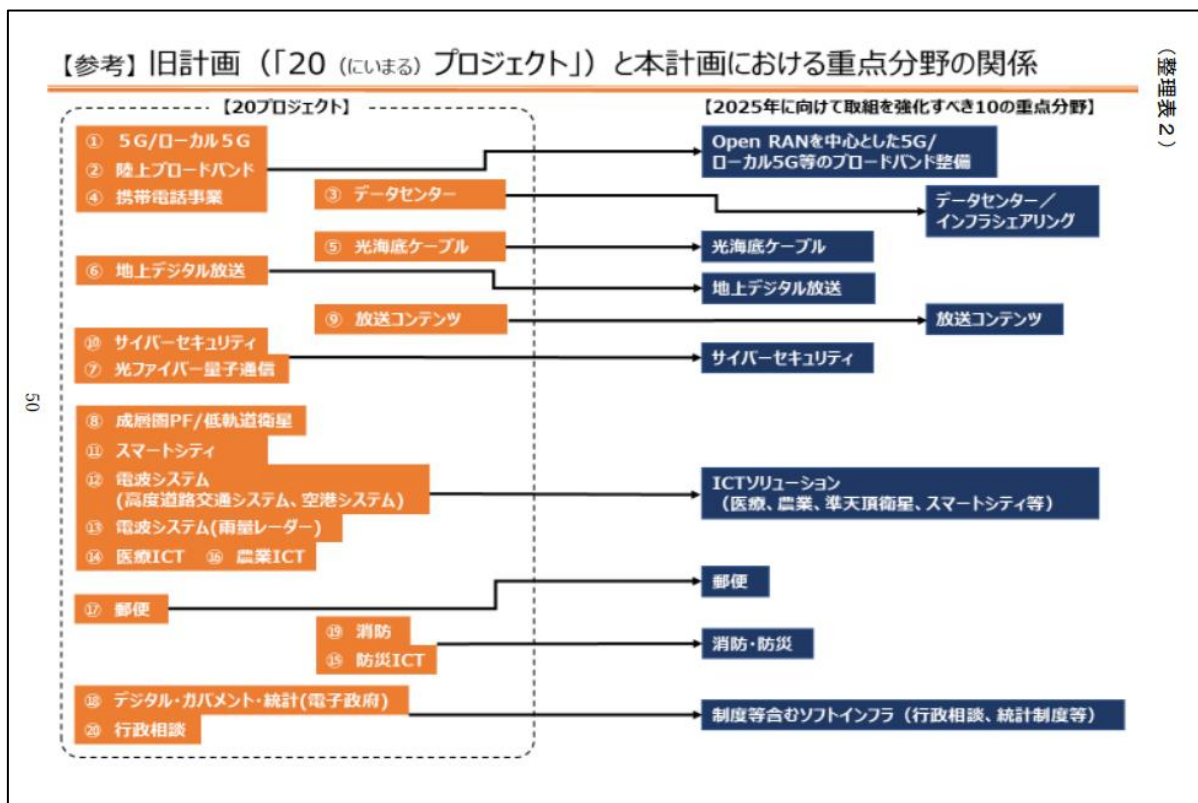 【参考】旧計画（「20（にいまる）プロジェクト」）と本計画における重点分野の関係
（整理表２）
【20プロジェクト】
【2025年に向けて取組を強化すべき10の重点分野】
① ５G/ローカル５G
② 陸上ブロードバンド
④ 携帯電話事業
Open RANを中心とした5G/
ローカル5G等のブロードバンド整備
③ データセンター
データセンター／
インフラシェアリング
⑤ 光海底ケーブル
光海底ケーブル
⑥ 地上デジタル放送
地上デジタル放送
⑨ 放送コンテンツ
放送コンテンツ
⑩ サイバーセキュリティ
⑦ 光ファイバー量子通信
サイバーセキュリティ
⑧ 成層圏PF/低軌道衛星
⑪ スマートシティ
⑫ 電波システム
(高度道路交通システム、空港システム)
⑬ 電波システム(雨量レーダー)
⑭ 医療ICT ⑯ 農業ICT
ICTソリューション
（医療、農業、準天頂衛星、スマートシティ等）
⑰ 郵便
郵便
⑲ 消防
⑮ 防災ICT
消防・防災
⑱ デジタル・ガバメント・統計(電子政府)
⑳ 行政相談
制度等含むソフトインフラ（行政相談、統計制度等）
50